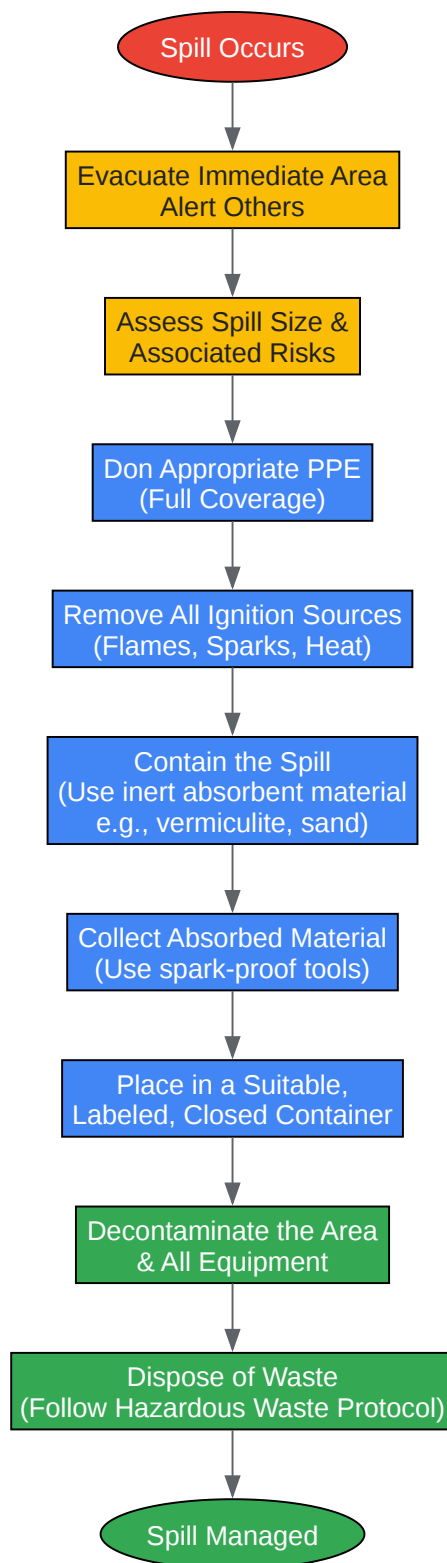 Spill Occurs
Evacuate Immediate Area
Alert Others
Assess Spill Size &
Associated Risks
Don Appropriate PPE
(Full Coverage)
Remove All Ignition Sources
(Flames, Sparks, Heat)
Contain the Spill
(Use inert absorbent material
e.g., vermiculite, sand)
Collect Absorbed Material
(Use spark-proof tools)
Place in a Suitable,
Labeled, Closed Container
Decontaminate the Area
& All Equipment
Dispose of Waste
(Follow Hazardous Waste Protocol)
Spill Managed